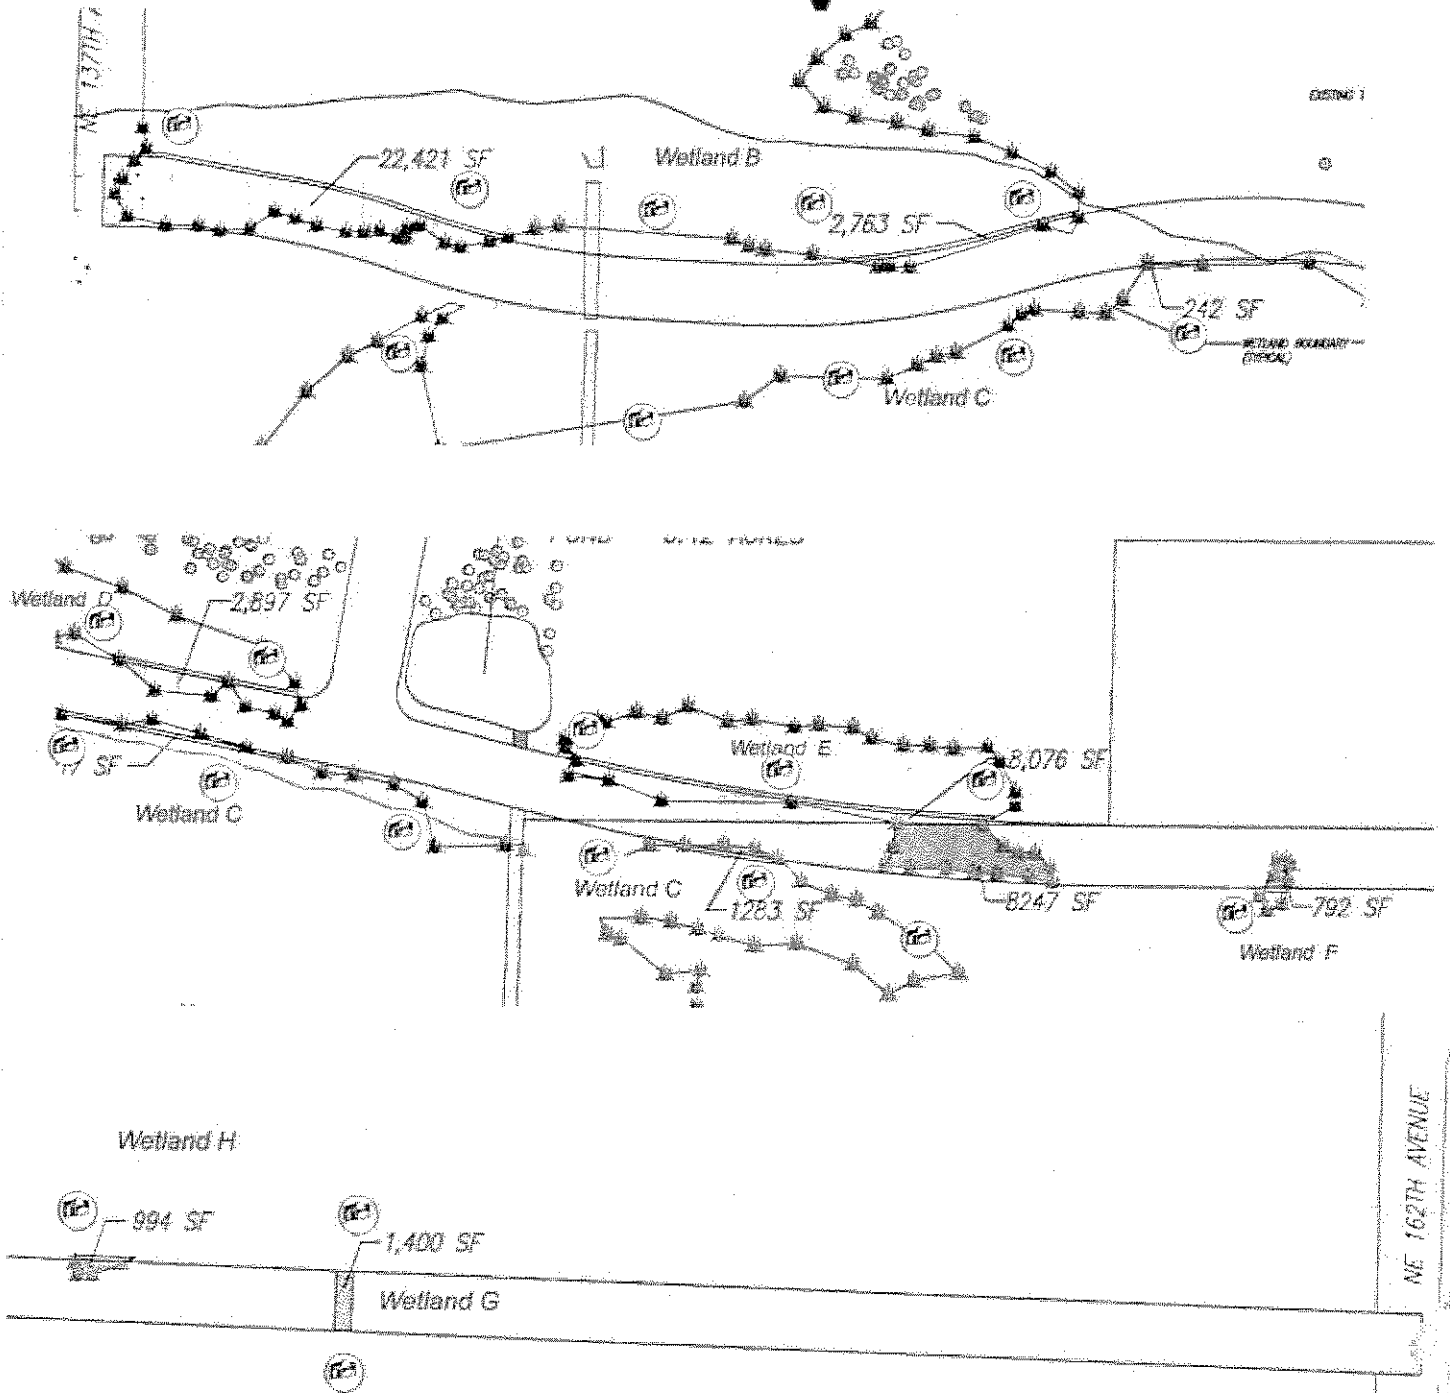 NE 137TH
22,421 SF
Wetland B
2,763 SF
242 SF
WETLAND BOUNDARY
(TYPICAL)
Wetland C
Wetland D
2,897 SF
SF
Wetland C
Wetland E
8,076 SF
Wetland C
1283 SF
8247 SF
792 SF
Wetland F
Wetland H
994 SF
1,400 SF
Wetland G
NE 162TH AVENUE